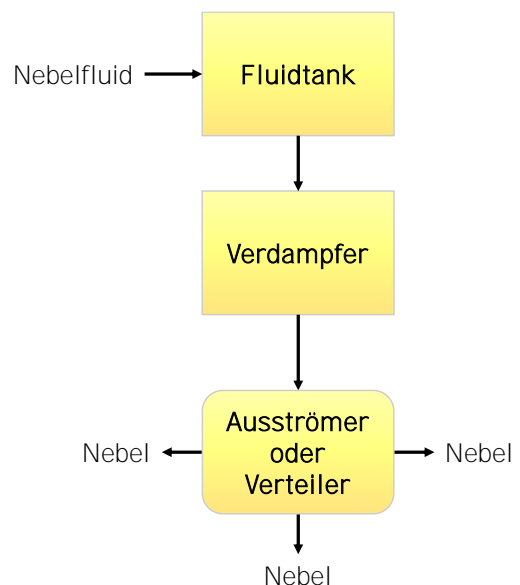 Nebelfluid
Fluidtank
Verdampfer
Ausströmer
oder
Verteiler
Nebel
Nebel
Nebel